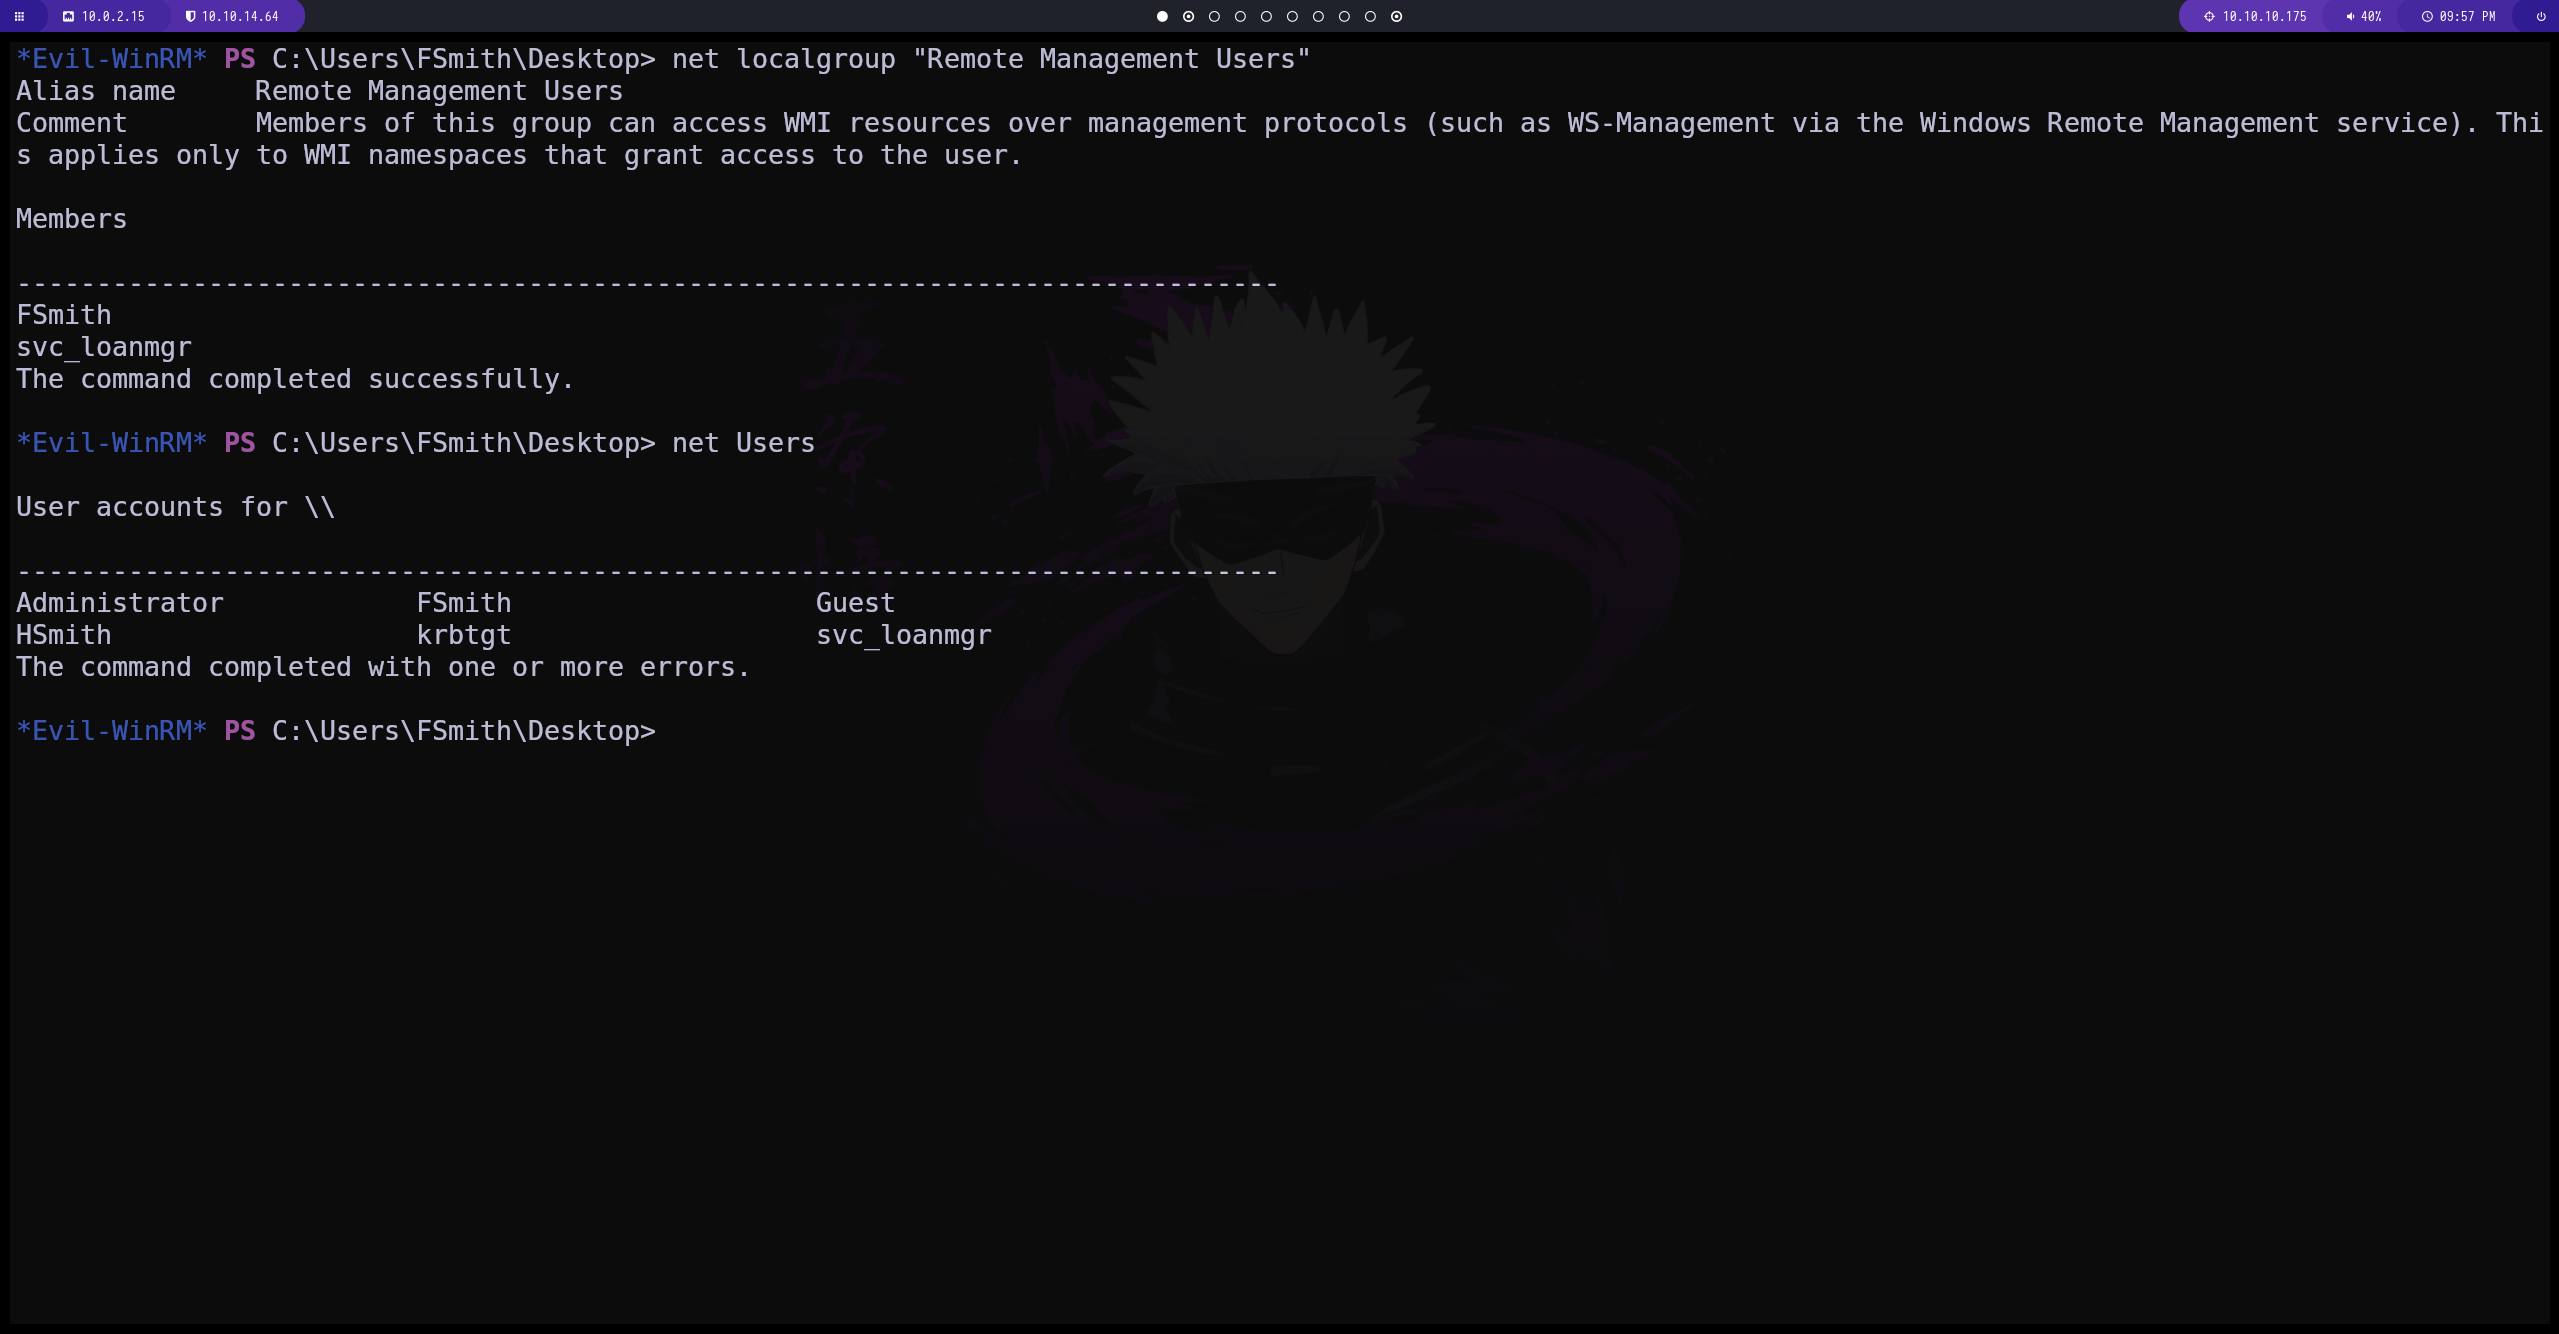 10.0.2.15 10.10.14.64 10.10.10.175 40% 09:57 PM
*Evil-WinRM* PS C:\Users\FSmith\Desktop> net localgroup "Remote Management Users"
Alias name     Remote Management Users
Comment        Members of this group can access WMI resources over management protocols (such as WS-Management via the Windows Remote Management service). Thi
s applies only to WMI namespaces that grant access to the user.
Members
-------------------------------------------------------------------------------
FSmith
svc_loanmgr
The command completed successfully.
*Evil-WinRM* PS C:\Users\FSmith\Desktop> net Users
User accounts for \\
-------------------------------------------------------------------------------
Administrator            FSmith                   Guest
HSmith                   krbtgt                   svc_loanmgr
The command completed with one or more errors.
*Evil-WinRM* PS C:\Users\FSmith\Desktop>